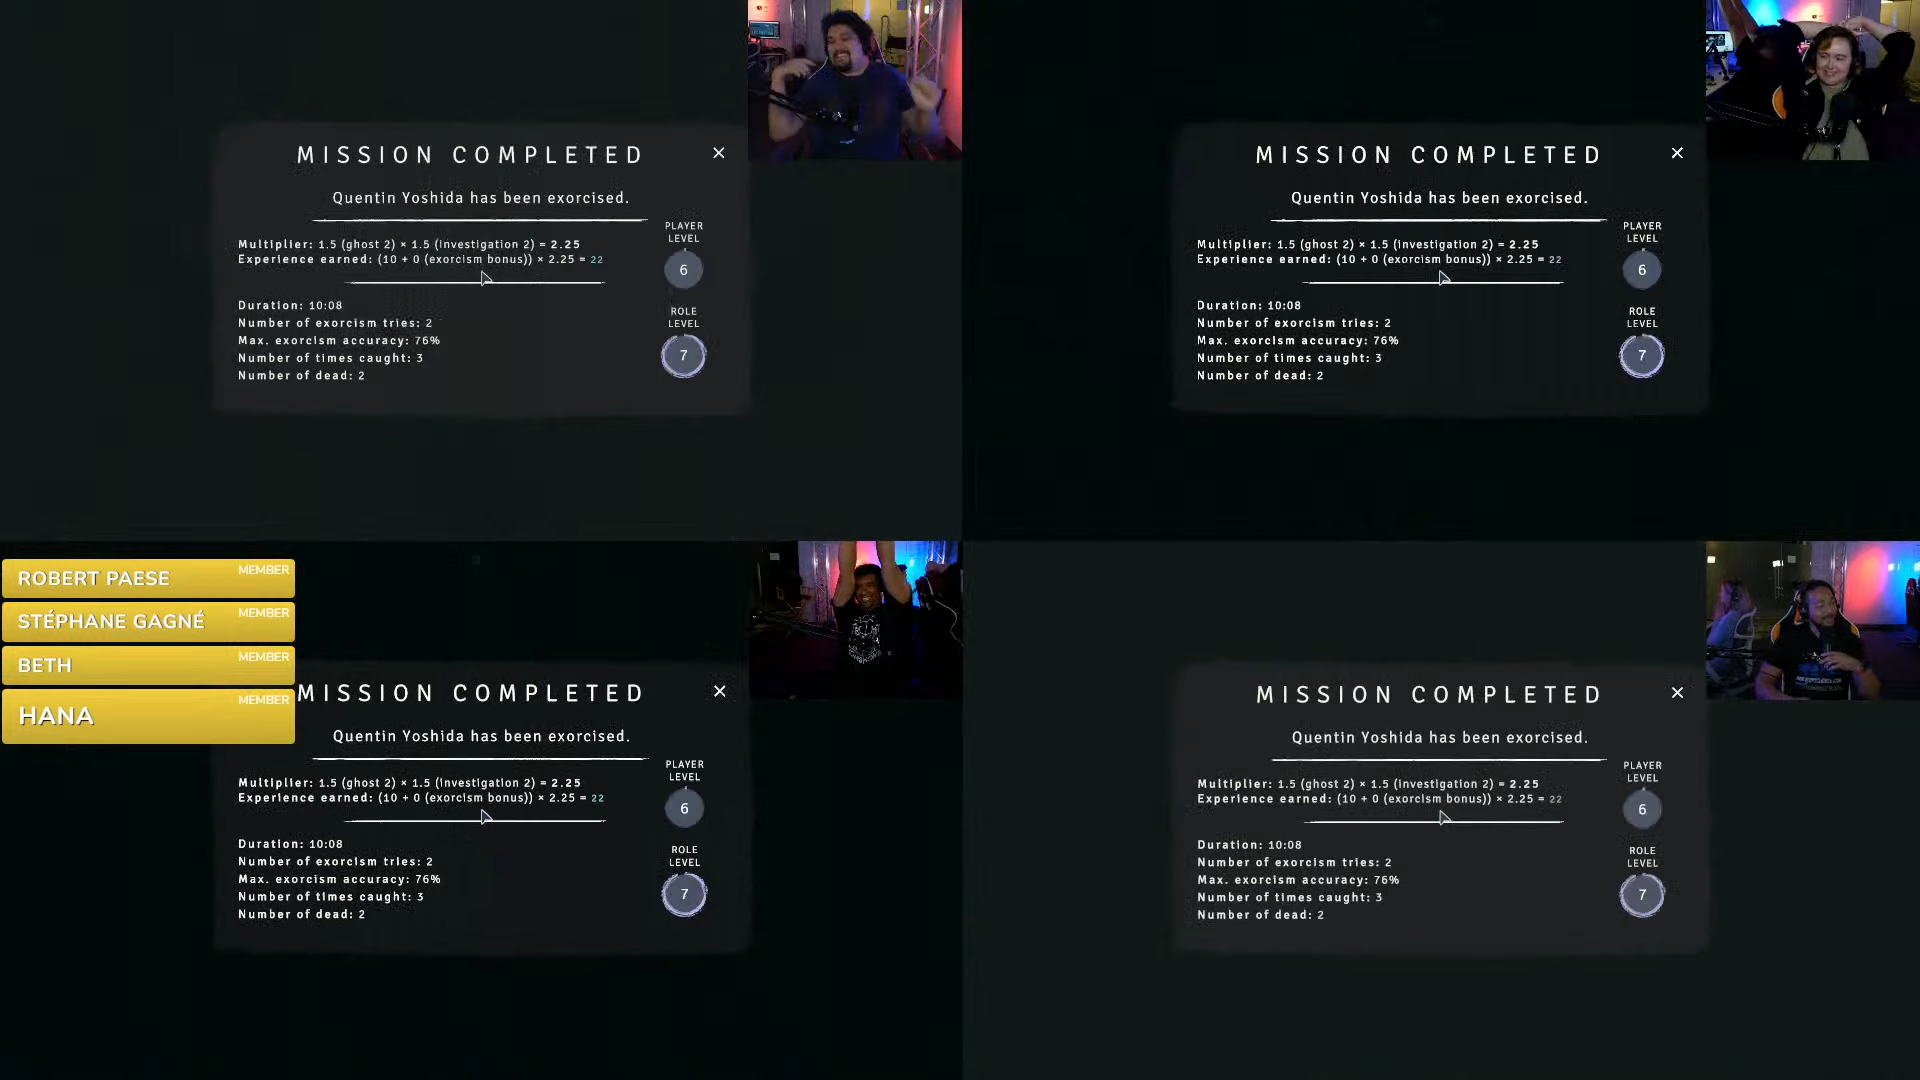 MISSION COMPLETED
Quentin Yoshida has been exorcised.
PLAYER
LEVEL
6
Multiplier: 1.5 (ghost 2) × 1.5 (investigation 2) = 2.25
Experience earned: (10 + 0 (exorcism bonus)) × 2.25 = 22
Duration: 10:08
Number of exorcism tries: 2
Max. exorcism accuracy: 76%
Number of times caught: 3
Number of dead: 2
ROLE
LEVEL
7
MISSION COMPLETED
Quentin Yoshida has been exorcised.
PLAYER
LEVEL
6
Multiplier: 1.5 (ghost 2) × 1.5 (investigation 2) = 2.25
Experience earned: (10 + 0 (exorcism bonus)) × 2.25 = 22
Duration: 10:08
Number of exorcism tries: 2
Max. exorcism accuracy: 76%
Number of times caught: 3
Number of dead: 2
ROLE
LEVEL
7
ROBERT PAESE MEMBER
STÉPHANE GAGNÉ MEMBER
BETH MEMBER
HANA MEMBER
MISSION COMPLETED
Quentin Yoshida has been exorcised.
PLAYER
LEVEL
6
Multiplier: 1.5 (ghost 2) × 1.5 (investigation 2) = 2.25
Experience earned: (10 + 0 (exorcism bonus)) × 2.25 = 22
Duration: 10:08
Number of exorcism tries: 2
Max. exorcism accuracy: 76%
Number of times caught: 3
Number of dead: 2
ROLE
LEVEL
7
MISSION COMPLETED
Quentin Yoshida has been exorcised.
PLAYER
LEVEL
6
Multiplier: 1.5 (ghost 2) × 1.5 (investigation 2) = 2.25
Experience earned: (10 + 0 (exorcism bonus)) × 2.25 = 22
Duration: 10:08
Number of exorcism tries: 2
Max. exorcism accuracy: 76%
Number of times caught: 3
Number of dead: 2
ROLE
LEVEL
7